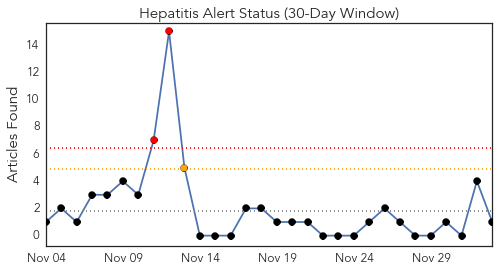 Hepatitis Alert Status (30-Day Window)
Articles Found
14
12
10
8
6
4
2
0
Nov 04 Nov 09 Nov 14 Nov 19 Nov 24 Nov 29